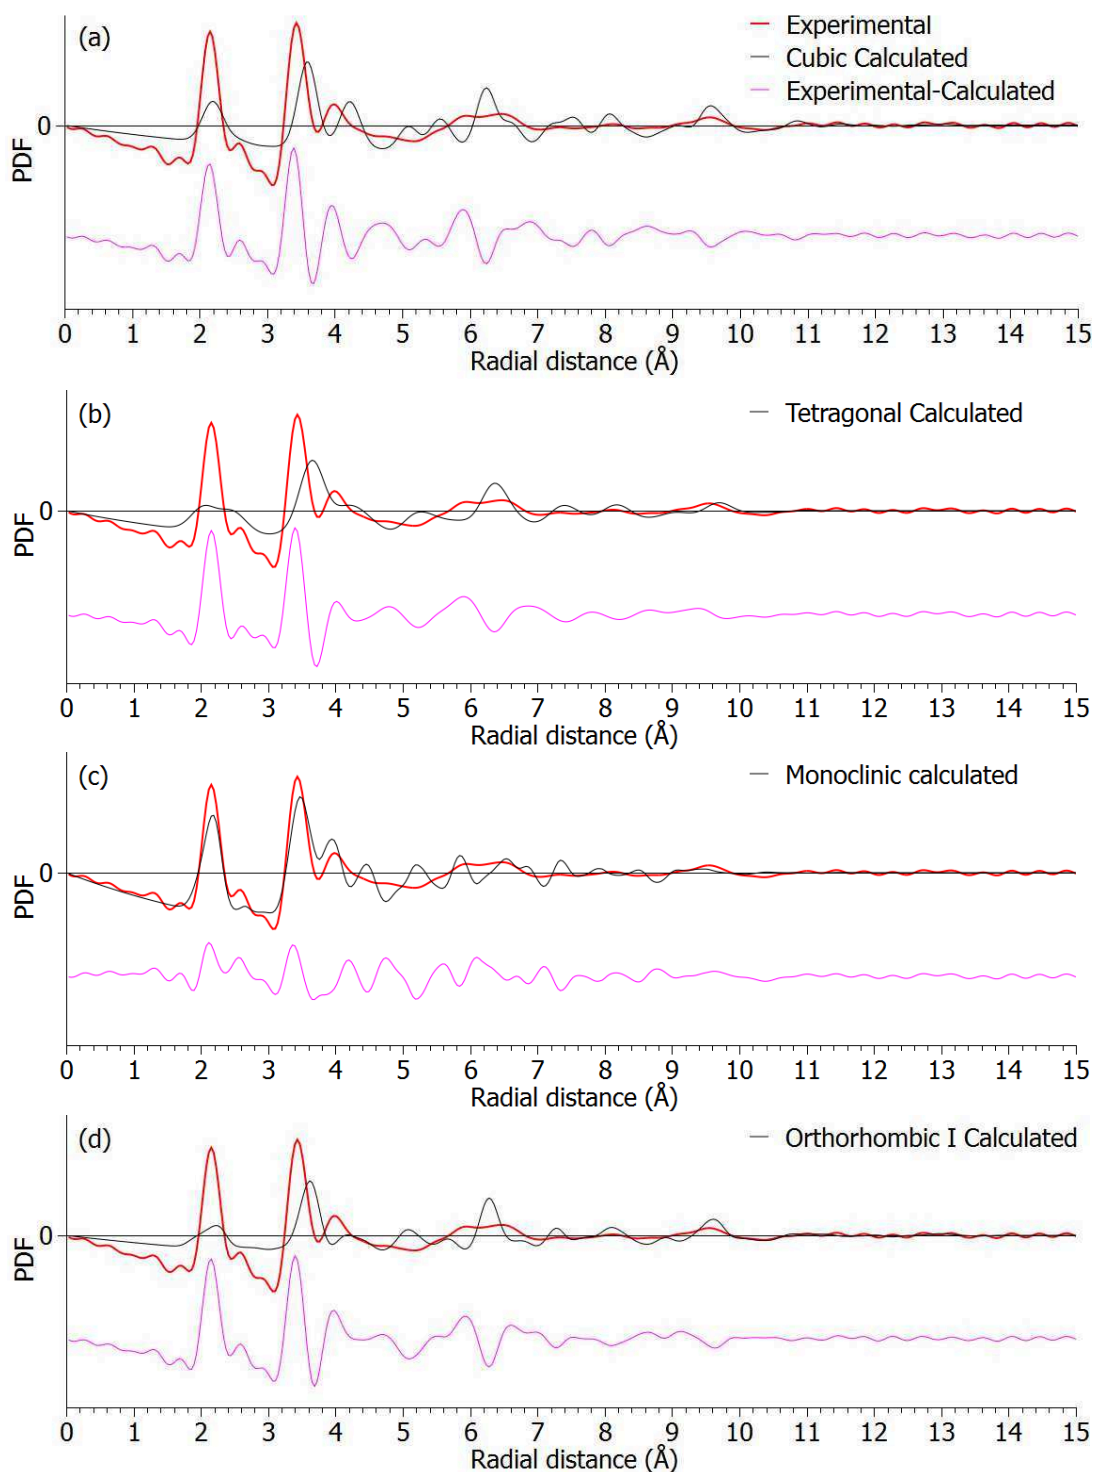 (a)
Experimental
Cubic Calculated
Experimental-Calculated
0
PDF
0 1 2 3 4 5 6 7 8 9 10 11 12 13 14 15
Radial distance (Å)
(b)
Tetragonal Calculated
0
PDF
0 1 2 3 4 5 6 7 8 9 10 11 12 13 14 15
Radial distance (Å)
(c)
Monoclinic calculated
0
PDF
0 1 2 3 4 5 6 7 8 9 10 11 12 13 14 15
Radial distance (Å)
(d)
Orthorhombic I Calculated
0
PDF
0 1 2 3 4 5 6 7 8 9 10 11 12 13 14 15
Radial distance (Å)